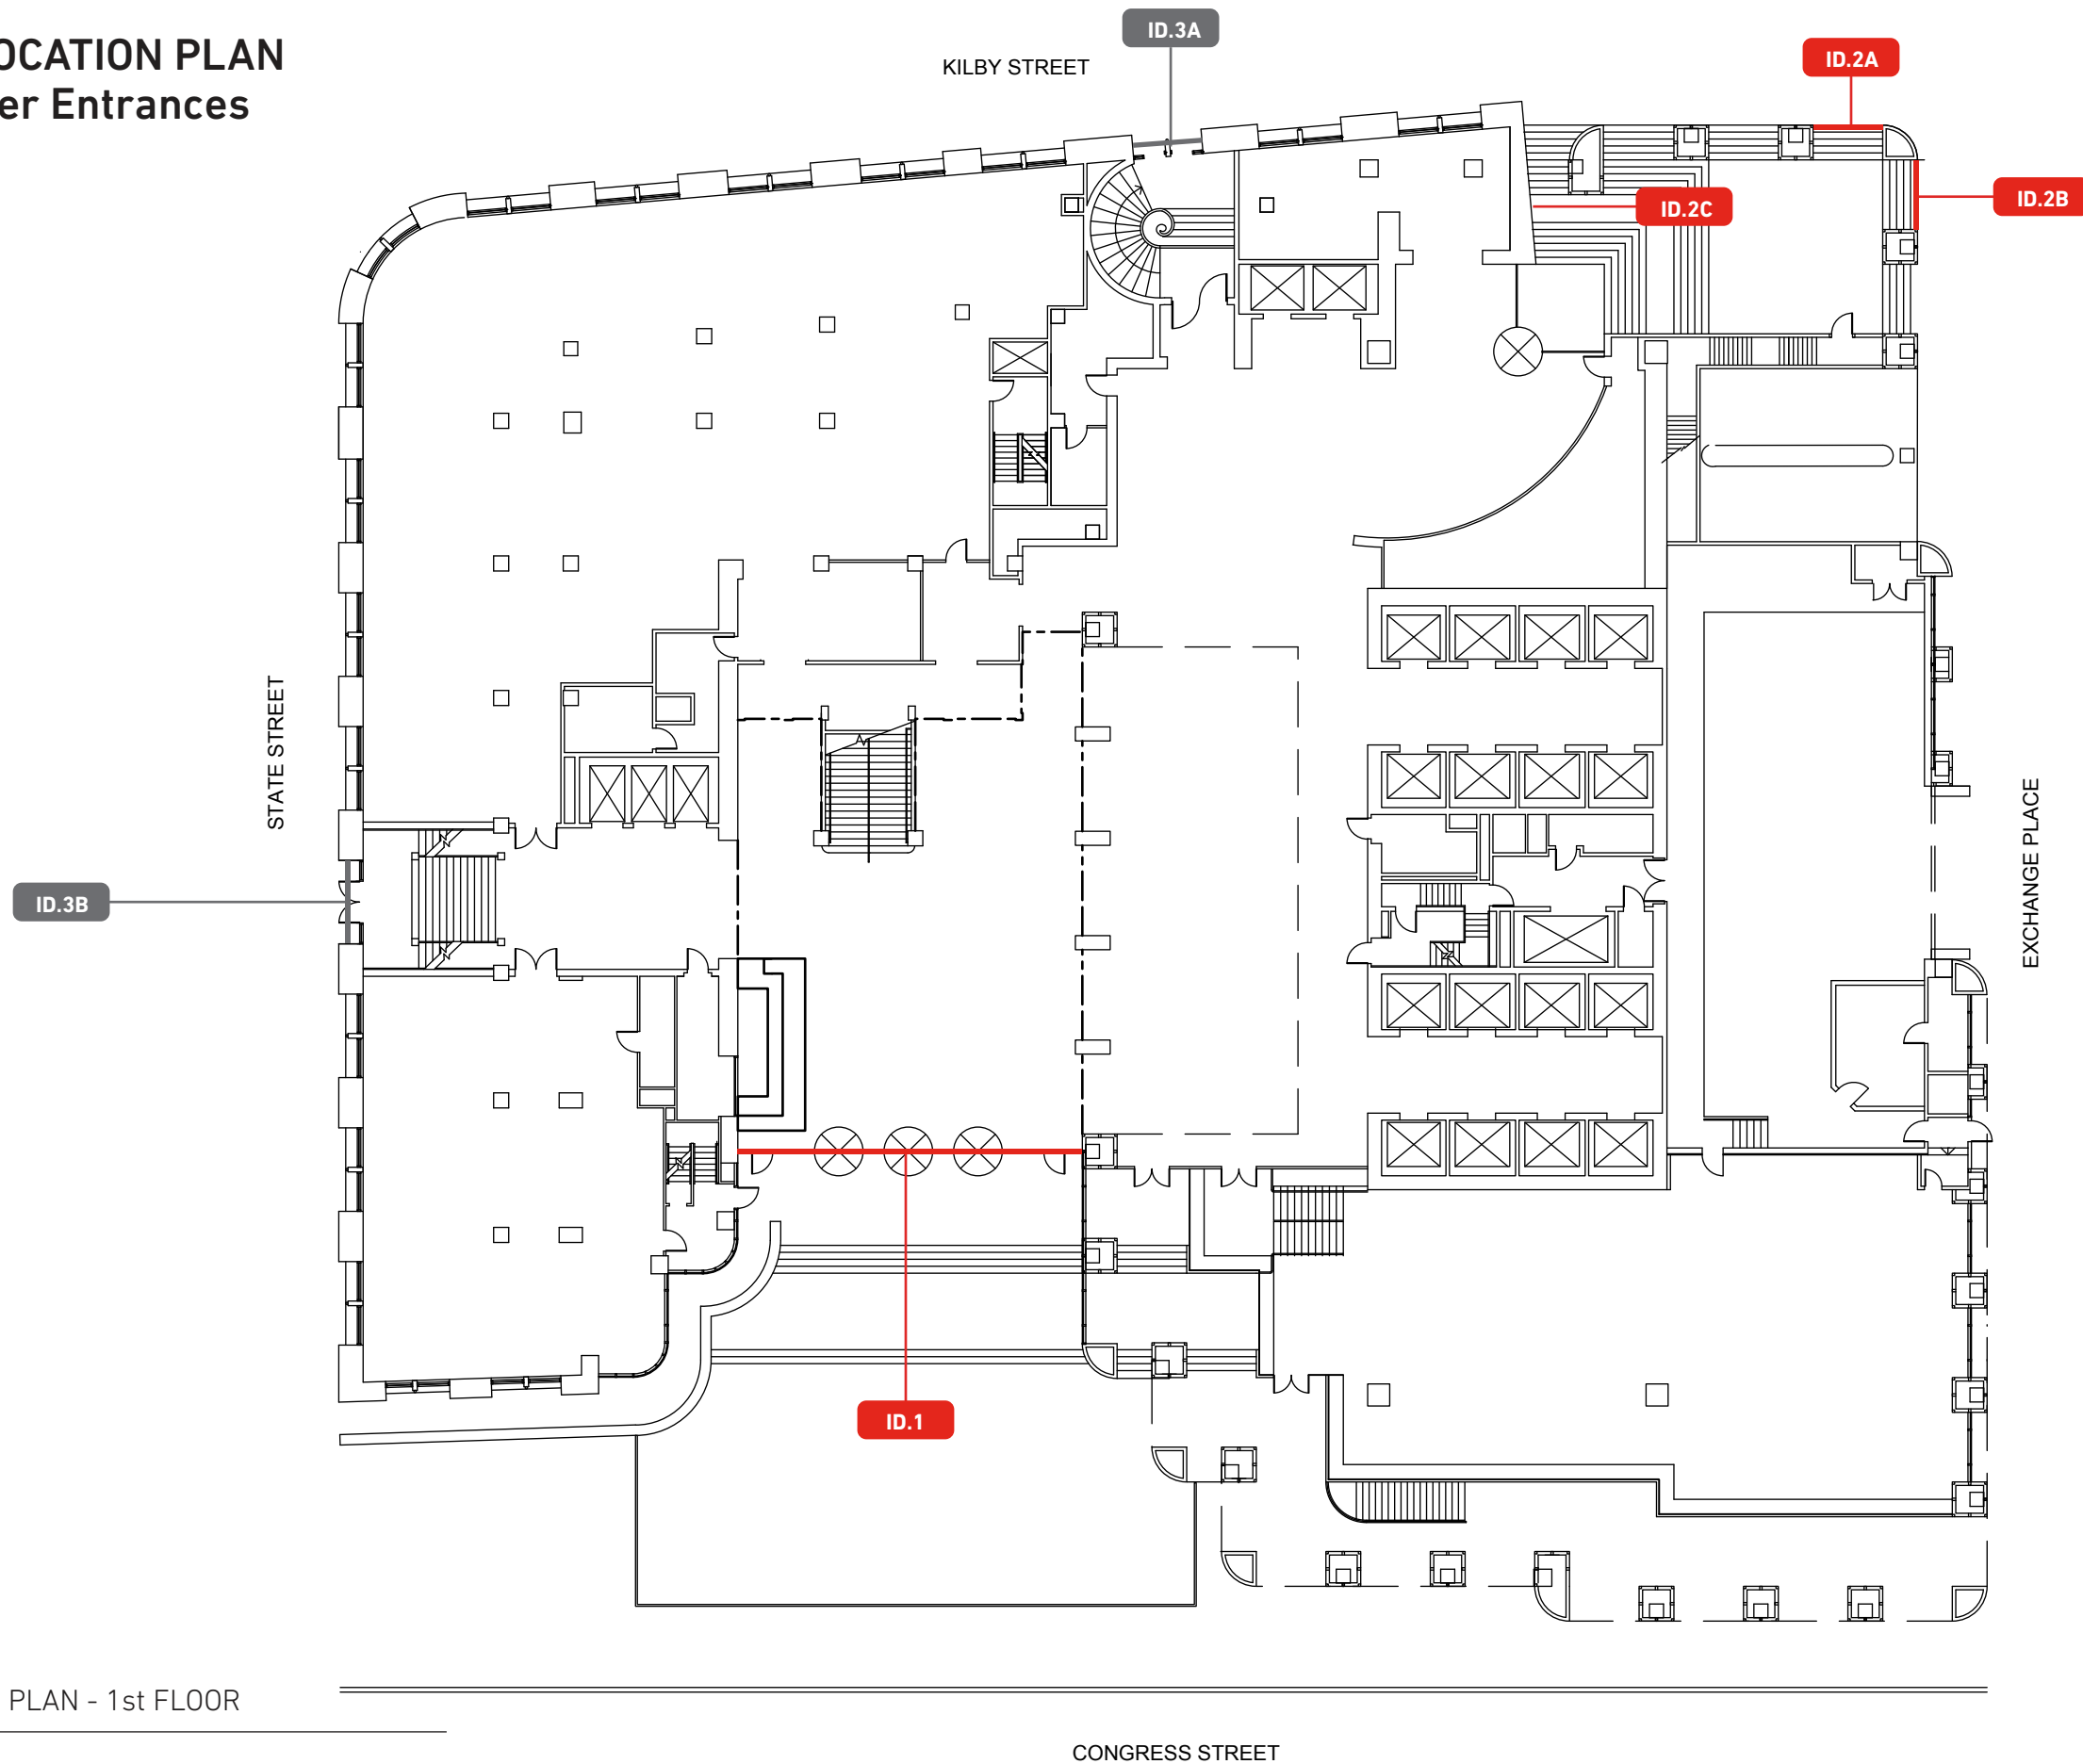 OCATION PLAN
er Entrances
ID.3A
KILBY STREET
ID.2A
ID.2B
ID.2C
STATE STREET
EXCHANGE PLACE
ID.3B
ID.1
PLAN - 1st FLOOR
CONGRESS STREET